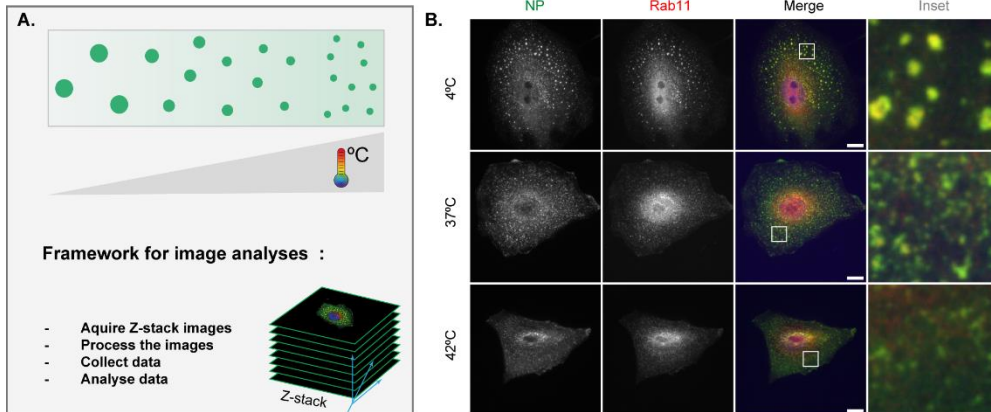 A.
ºC
Framework for image analyses :
- Aquire Z-stack images
- Process the images
- Collect data
- Analyse data
Z-stack
B.
NP Rab11 Merge Inset
4ºC
37ºC
42ºC